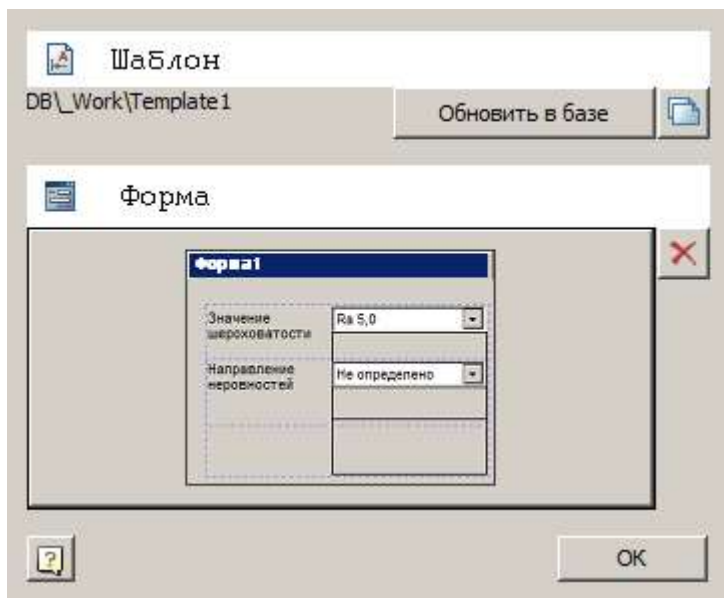 Шаблон
DB\_Work\Template1
Обновить в базе
Форма
Форма1
Значение
шероховатости
Ra 5,0
Направление
неровностей
Не определено
?
OK